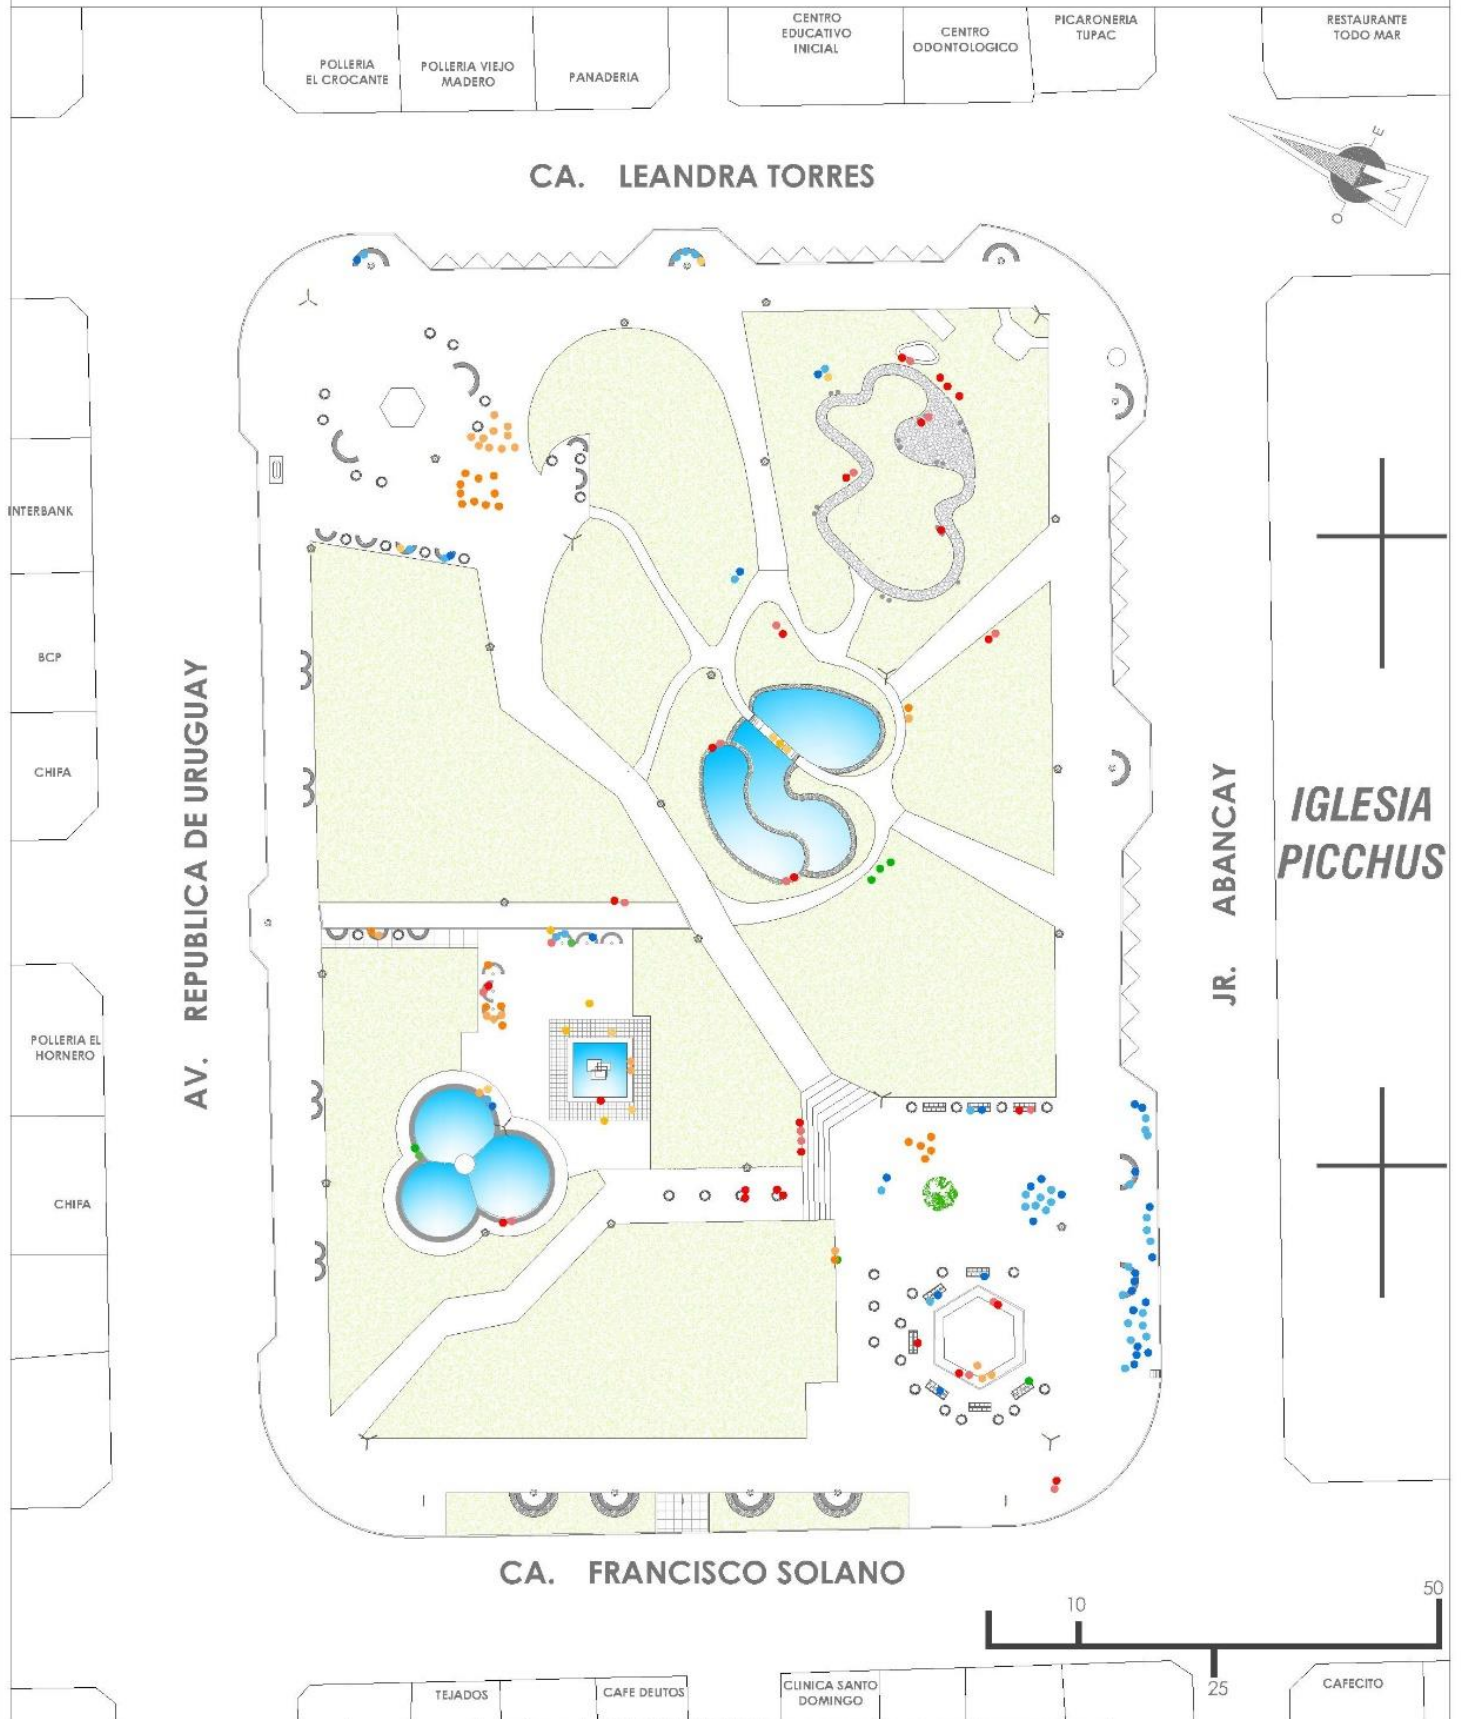 CENTRO
EDUCATIVO
INICIAL
CENTRO
ODONTOLOGICO
PICARONERIA
TUPAC
RESTAURANTE
TODO MAR
POLLERIA
EL CROCANTE
POLLERIA VIEJO
MADERO
PANADERIA
CA. LEANDRA TORRES
E
N
O
INTERBANK
BCP
CHIFA
AV. REPUBLICA DE URUGUAY
JR. ABANCAY
IGLESIA
PICCHUS
POLLERIA EL
HORNERO
CHIFA
CA. FRANCISCO SOLANO
10
50
25
TEJADOS
CAFE DELITOS
CLINICA SANTO
DOMINGO
CAFECITO